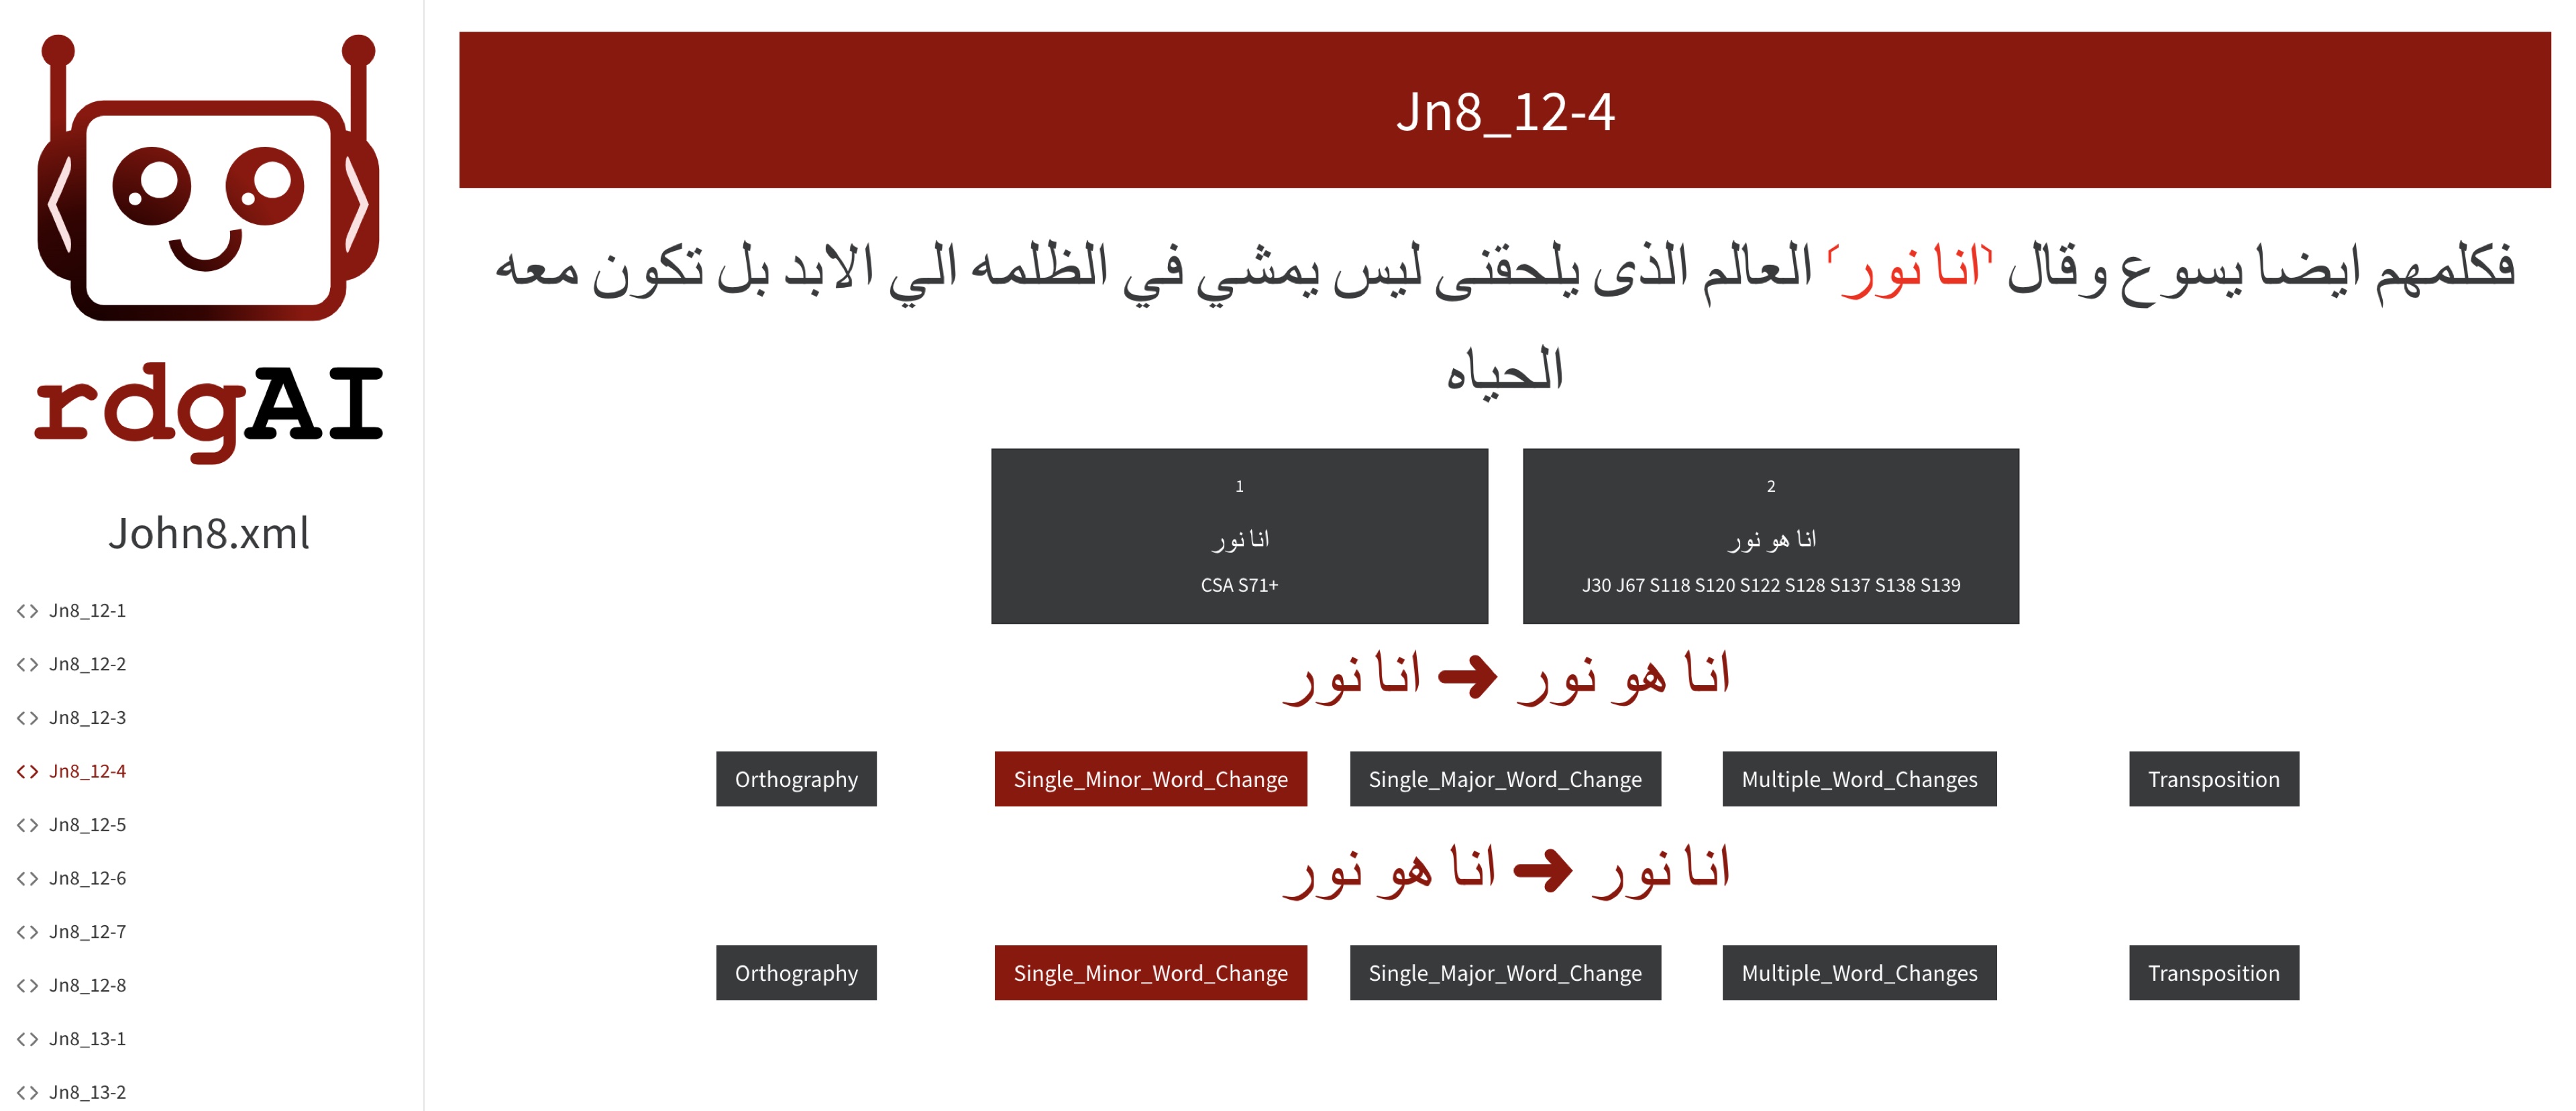 rdgAI
John8.xml
Jn8_12-1
Jn8_12-2
Jn8_12-3
Jn8_12-4
Jn8_12-5
Jn8_12-6
Jn8_12-7
Jn8_12-8
Jn8_13-1
Jn8_13-2
Jn8_12-4
فكلمهم ايضا يسوع وقال ⸂انا نور⸃ العالم الذى يلحقنى ليس يمشي في الظلمه الي الابد بل تكون معه
الحياه
1
انا نور
CSA S71+
2
انا هو نور
J30 J67 S118 S120 S122 S128 S137 S138 S139
انا هو نور ➜ انا نور
Orthography Single_Minor_Word_Change Single_Major_Word_Change Multiple_Word_Changes Transposition
انا نور ➜ انا هو نور
Orthography Single_Minor_Word_Change Single_Major_Word_Change Multiple_Word_Changes Transposition